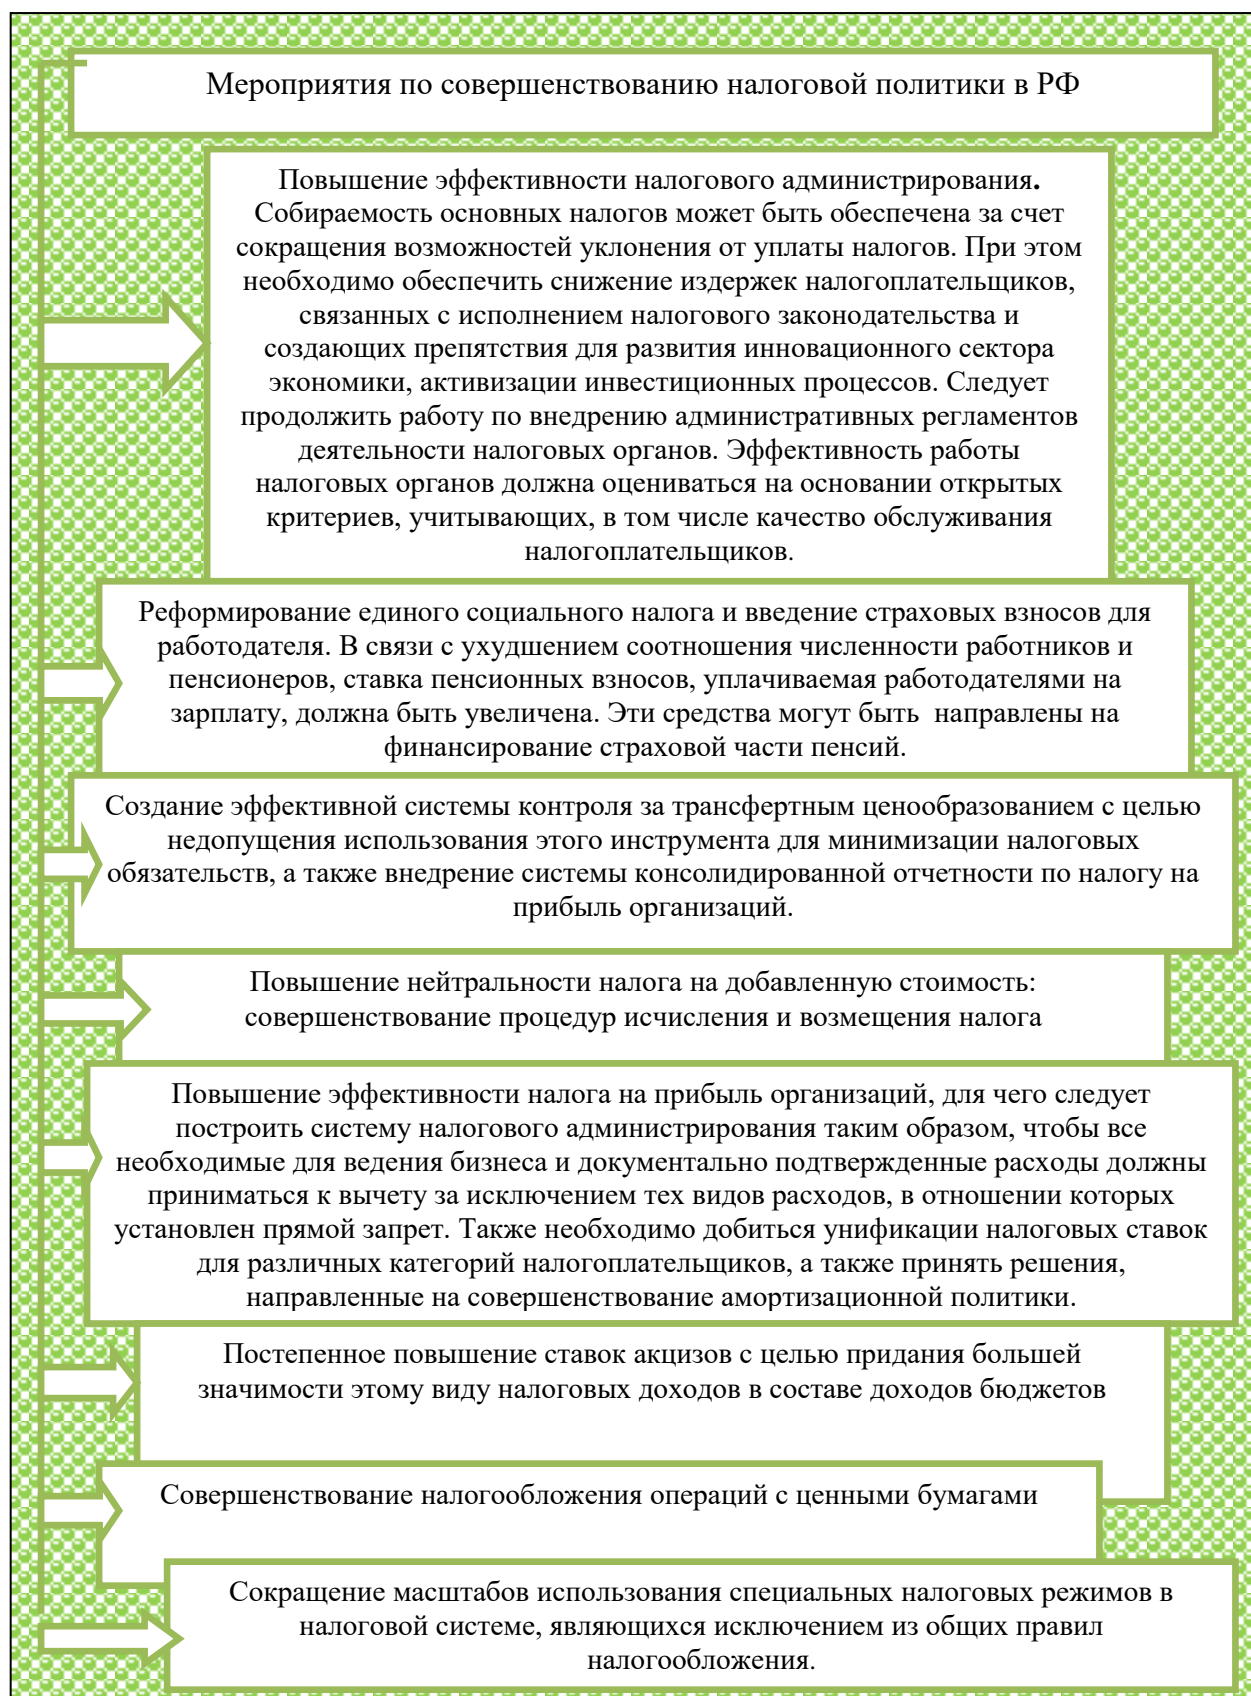 Мероприятия по совершенствованию налоговой политики в РФ
Повышение эффективности налогового администрирования.
Собираемость основных налогов может быть обеспечена за счет
сокращения возможностей уклонения от уплаты налогов. При этом
необходимо обеспечить снижение издержек налогоплательщиков,
связанных с исполнением налогового законодательства и
создающих препятствия для развития инновационного сектора
экономики, активизации инвестиционных процессов. Следует
продолжить работу по внедрению административных регламентов
деятельности налоговых органов. Эффективность работы
налоговых органов должна оцениваться на основании открытых
критериев, учитывающих, в том числе качество обслуживания
налогоплательщиков.
Реформирование единого социального налога и введение страховых взносов для
работодателя. В связи с ухудшением соотношения численности работников и
пенсионеров, ставка пенсионных взносов, уплачиваемая работодателями на
зарплату, должна быть увеличена. Эти средства могут быть  направлены на
финансирование страховой части пенсий.
Создание эффективной системы контроля за трансфертным ценообразованием с целью
недопущения использования этого инструмента для минимизации налоговых
обязательств, а также внедрение системы консолидированной отчетности по налогу на
прибыль организаций.
Повышение нейтральности налога на добавленную стоимость:
совершенствование процедур исчисления и возмещения налога
Повышение эффективности налога на прибыль организаций, для чего следует
построить систему налогового администрирования таким образом, чтобы все
необходимые для ведения бизнеса и документально подтвержденные расходы должны
приниматься к вычету за исключением тех видов расходов, в отношении которых
установлен прямой запрет. Также необходимо добиться унификации налоговых ставок
для различных категорий налогоплательщиков, а также принять решения,
направленные на совершенствование амортизационной политики.
Постепенное повышение ставок акцизов с целью придания большей
значимости этому виду налоговых доходов в составе доходов бюджетов
Совершенствование налогообложения операций с ценными бумагами
Сокращение масштабов использования специальных налоговых режимов в
налоговой системе, являющихся исключением из общих правил
налогообложения.